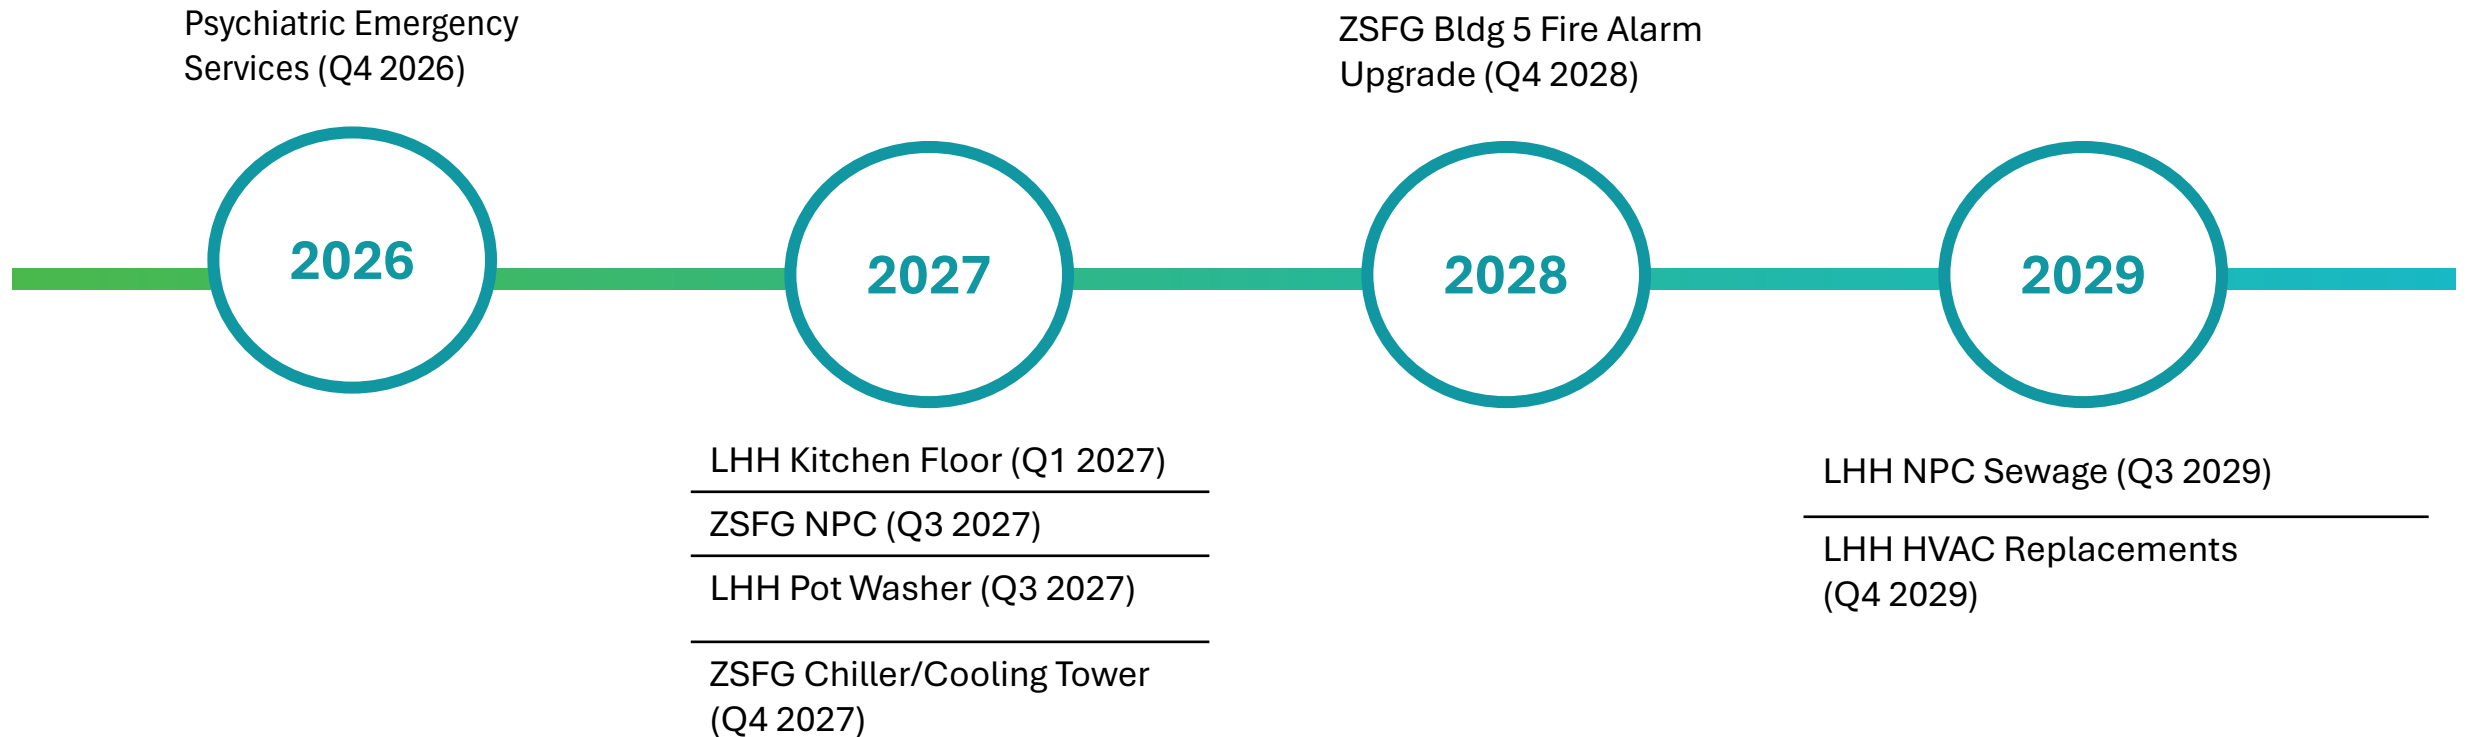 Psychiatric Emergency
Services (Q4 2026)
ZSFG Bldg 5 Fire Alarm
Upgrade (Q4 2028)
2026
2027
2028
2029
LHH Kitchen Floor (Q1 2027)
ZSFG NPC (Q3 2027)
LHH Pot Washer (Q3 2027)
ZSFG Chiller/Cooling Tower
(Q4 2027)
LHH NPC Sewage (Q3 2029)
LHH HVAC Replacements
(Q4 2029)